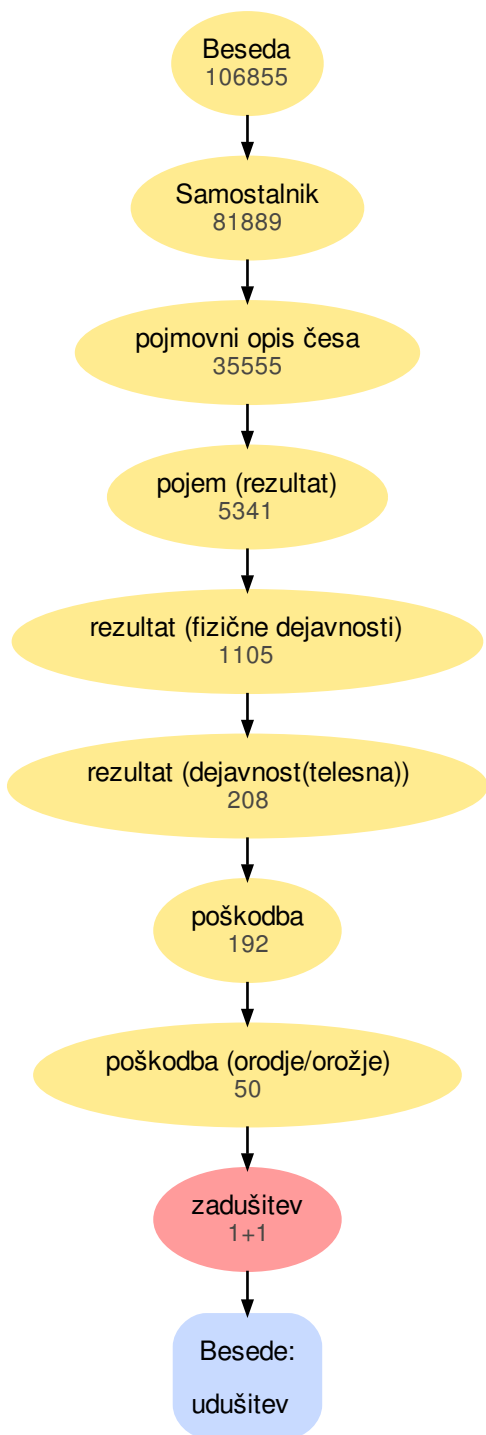 Beseda
106855
Samostalnik
81889
pojmovni opis česa
35555
pojem (rezultat)
5341
rezultat (fizične dejavnosti)
1105
rezultat (dejavnost(telesna))
208
poškodba
192
poškodba (orodje/orožje)
50
zadušitev
1+1
Besede:
udušitev